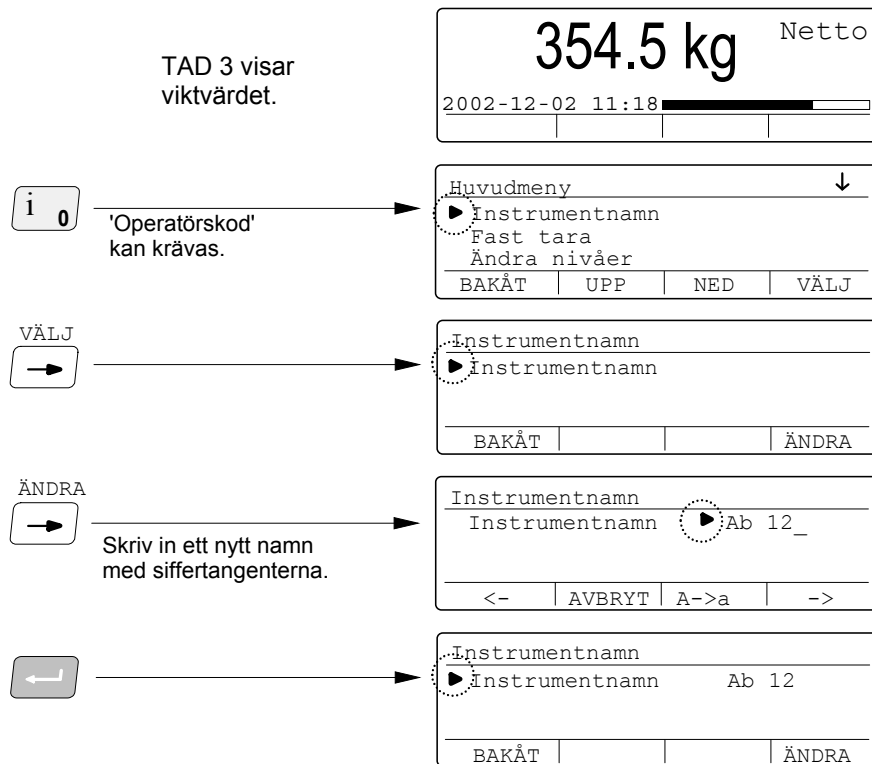 354.5 kg Netto
TAD 3 visar
viktvärdet.
2002-12-02 11:18
i 0
'Operatörskod'
kan krävas.
Huvudmeny ↓
Instrumentnamn
Fast tara
Ändra nivåer
BAKÅT UPP NED VÄLJ
VÄLJ
Instrumentnamn
Instrumentnamn
BAKÅT ÄNDRA
ÄNDRA
Skriv in ett nytt namn
med siffertangenterna.
Instrumentnamn
Instrumentnamn Ab 12_
<- AVBRYT A->a ->
Instrumentnamn
Instrumentnamn Ab 12
BAKÅT ÄNDRA